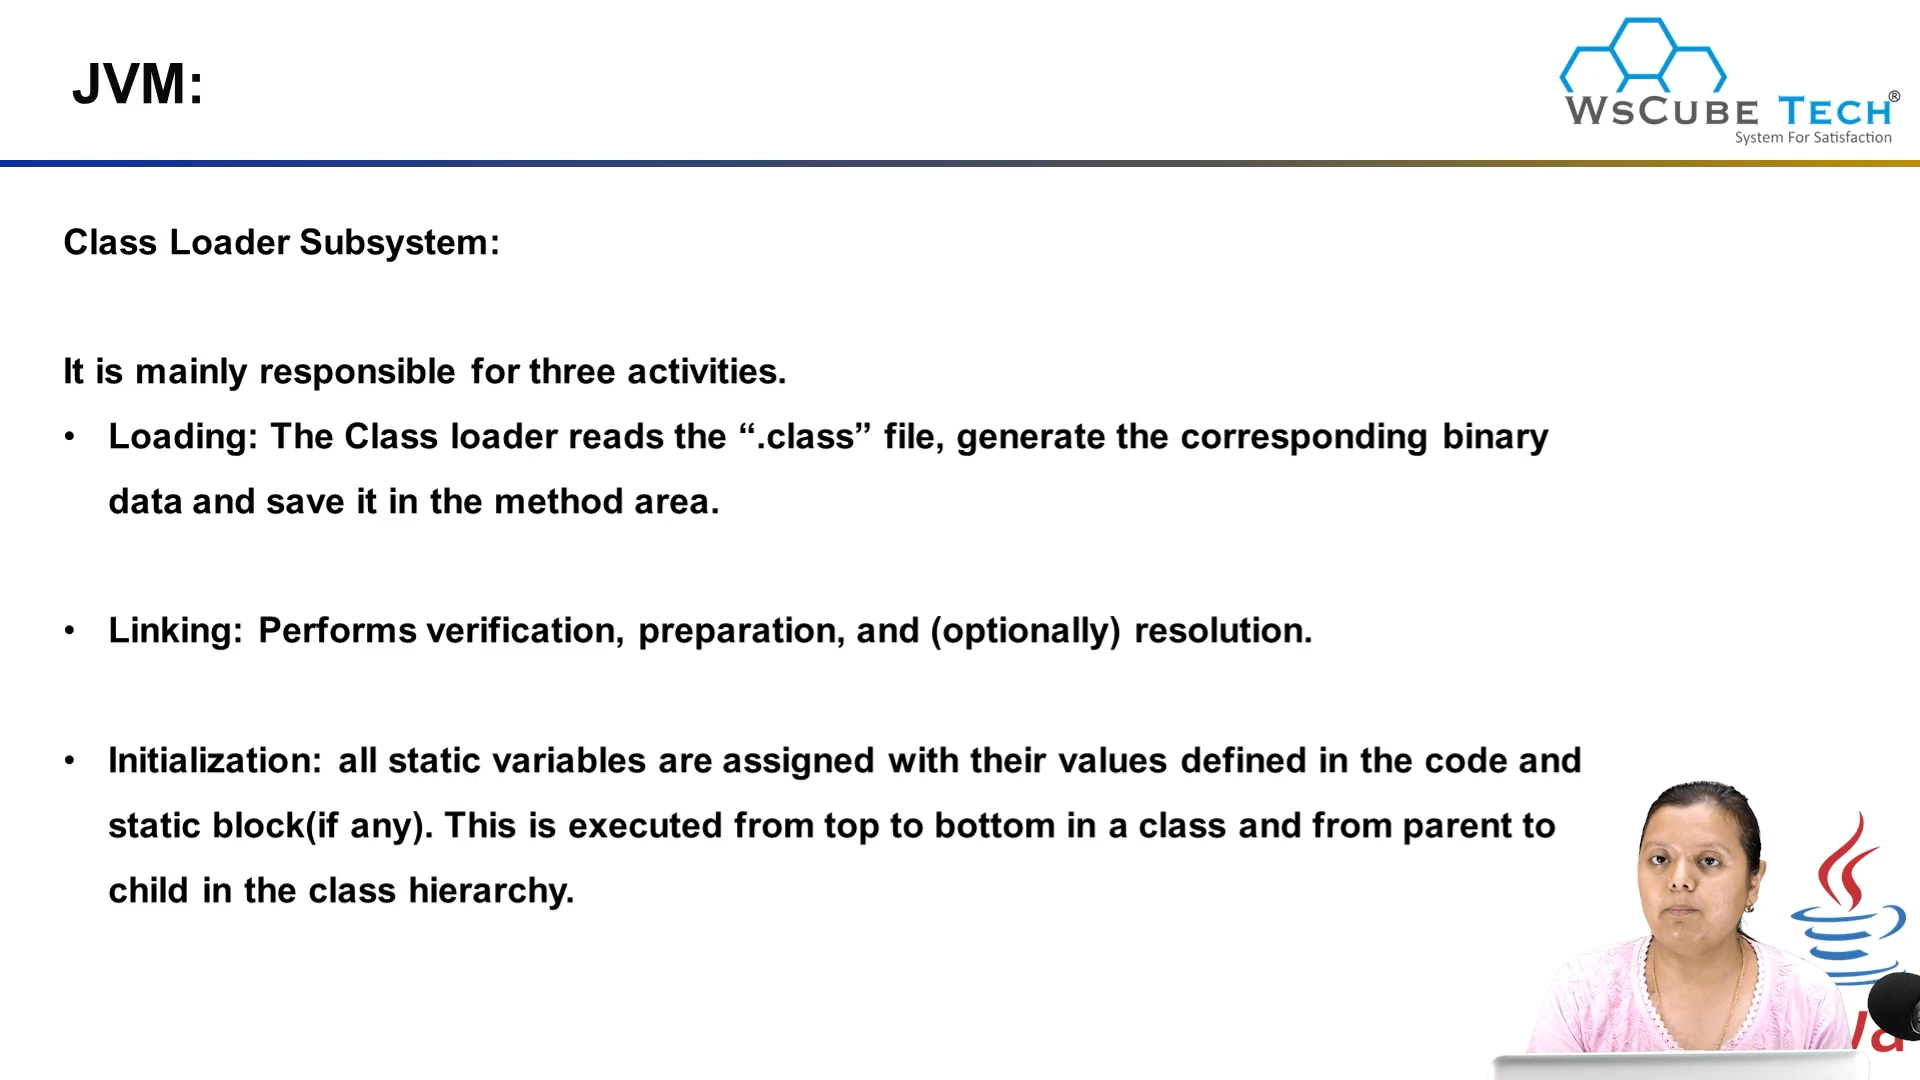 JVM:
WsCube Tech®
System For Satisfaction
Class Loader Subsystem:
It is mainly responsible for three activities.
• Loading: The Class loader reads the “.class” file, generate the corresponding binary
data and save it in the method area.
• Linking: Performs verification, preparation, and (optionally) resolution.
• Initialization: all static variables are assigned with their values defined in the code and
static block(if any). This is executed from top to bottom in a class and from parent to
child in the class hierarchy.